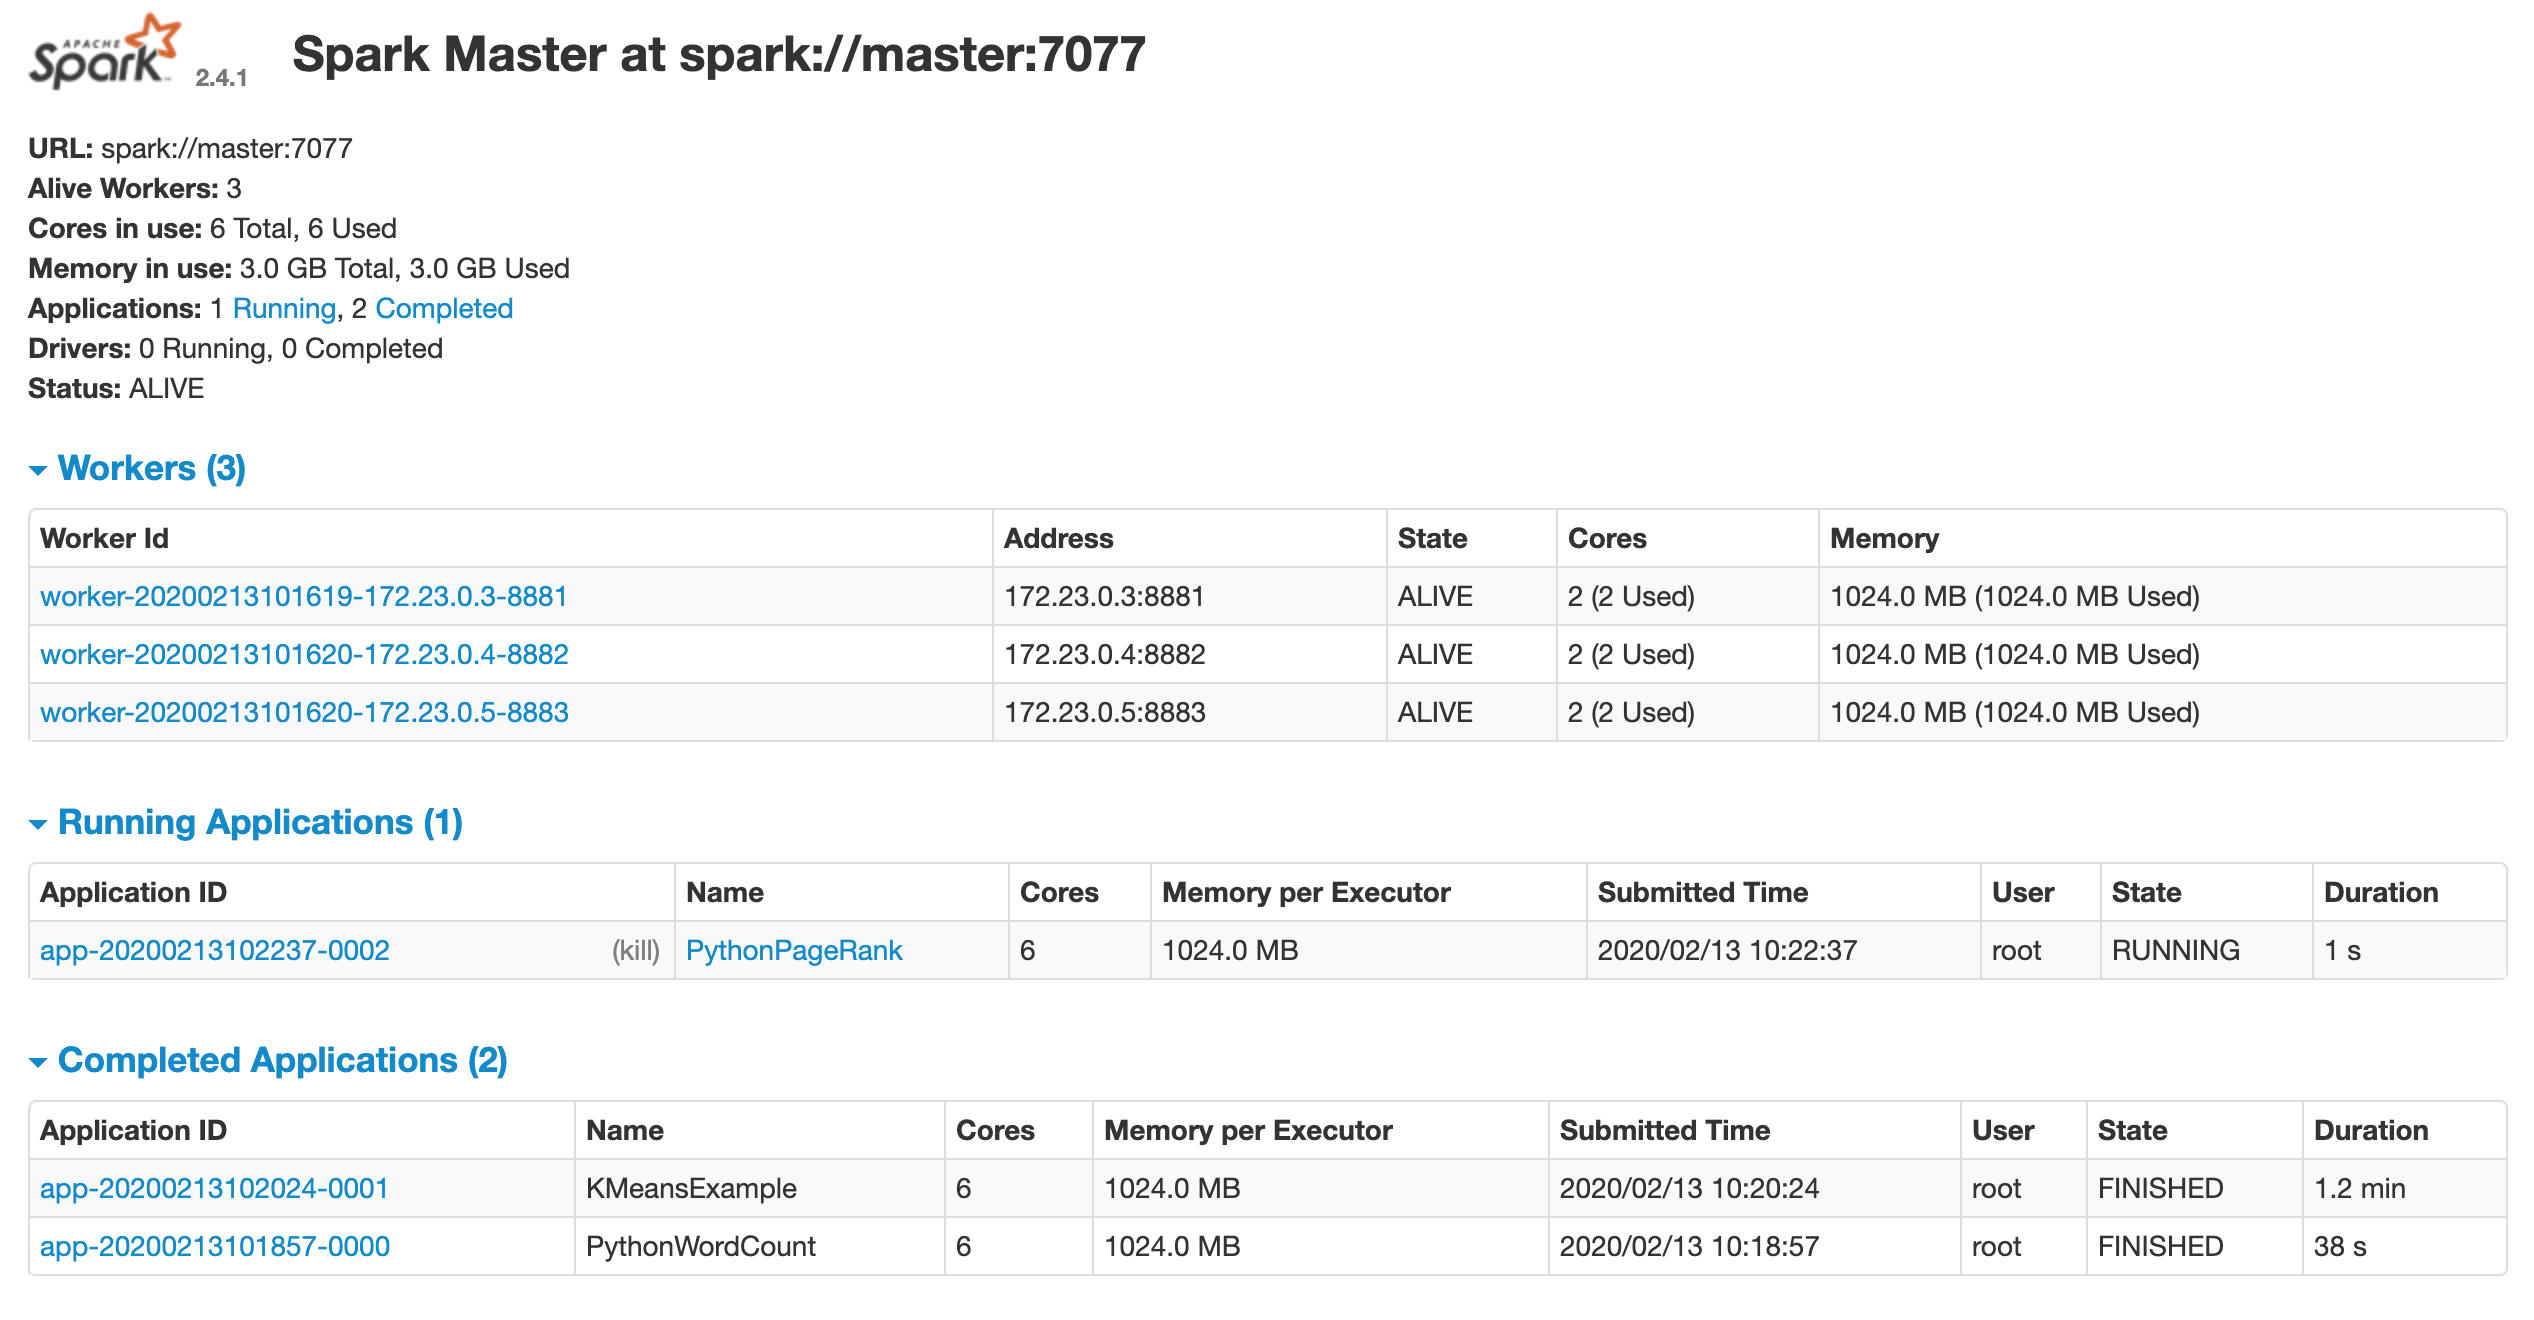 APACHE
Spark™ 2.4.1 Spark Master at spark://master:7077
URL: spark://master:7077
Alive Workers: 3
Cores in use: 6 Total, 6 Used
Memory in use: 3.0 GB Total, 3.0 GB Used
Applications: 1 Running, 2 Completed
Drivers: 0 Running, 0 Completed
Status: ALIVE
Workers (3)
Worker Id Address State Cores Memory
worker-20200213101619-172.23.0.3-8881 172.23.0.3:8881 ALIVE 2 (2 Used) 1024.0 MB (1024.0 MB Used)
worker-20200213101620-172.23.0.4-8882 172.23.0.4:8882 ALIVE 2 (2 Used) 1024.0 MB (1024.0 MB Used)
worker-20200213101620-172.23.0.5-8883 172.23.0.5:8883 ALIVE 2 (2 Used) 1024.0 MB (1024.0 MB Used)
Running Applications (1)
Application ID Name Cores Memory per Executor Submitted Time User State Duration
app-20200213102237-0002 (kill) PythonPageRank 6 1024.0 MB 2020/02/13 10:22:37 root RUNNING 1 s
Completed Applications (2)
Application ID Name Cores Memory per Executor Submitted Time User State Duration
app-20200213102024-0001 KMeansExample 6 1024.0 MB 2020/02/13 10:20:24 root FINISHED 1.2 min
app-20200213101857-0000 PythonWordCount 6 1024.0 MB 2020/02/13 10:18:57 root FINISHED 38 s